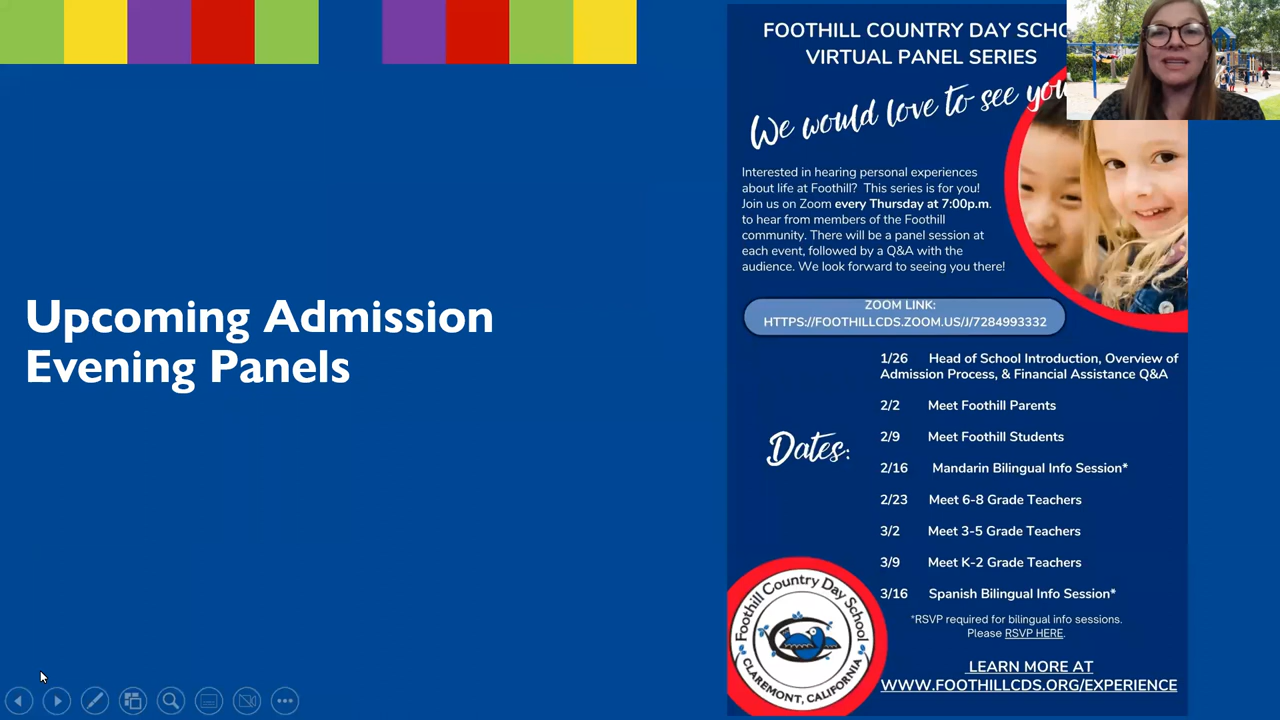 Upcoming Admission
Evening Panels
FOOTHILL COUNTRY DAY SCHO
VIRTUAL PANEL SERIES
We would love to see you
Interested in hearing personal experiences
about life at Foothill? This series is for you!
Join us on Zoom every Thursday at 7:00p.m.
to hear from members of the Foothill
community. There will be a panel session at
each event, followed by a Q&A with the
audience. We look forward to seeing you there!
ZOOM LINK:
HTTPS://FOOTHILLCDS.ZOOM.US/J/7284993332
Dates:
1/26 Head of School Introduction, Overview of
Admission Process, & Financial Assistance Q&A
2/2 Meet Foothill Parents
2/9 Meet Foothill Students
2/16 Mandarin Bilingual Info Session*
2/23 Meet 6-8 Grade Teachers
3/2 Meet 3-5 Grade Teachers
3/9 Meet K-2 Grade Teachers
3/16 Spanish Bilingual Info Session*
*RSVP required for bilingual info sessions.
Please RSVP HERE.
LEARN MORE AT
WWW.FOOTHILLCDS.ORG/EXPERIENCE
Foothill Country Day School
CLAREMONT, CALIFORNIA